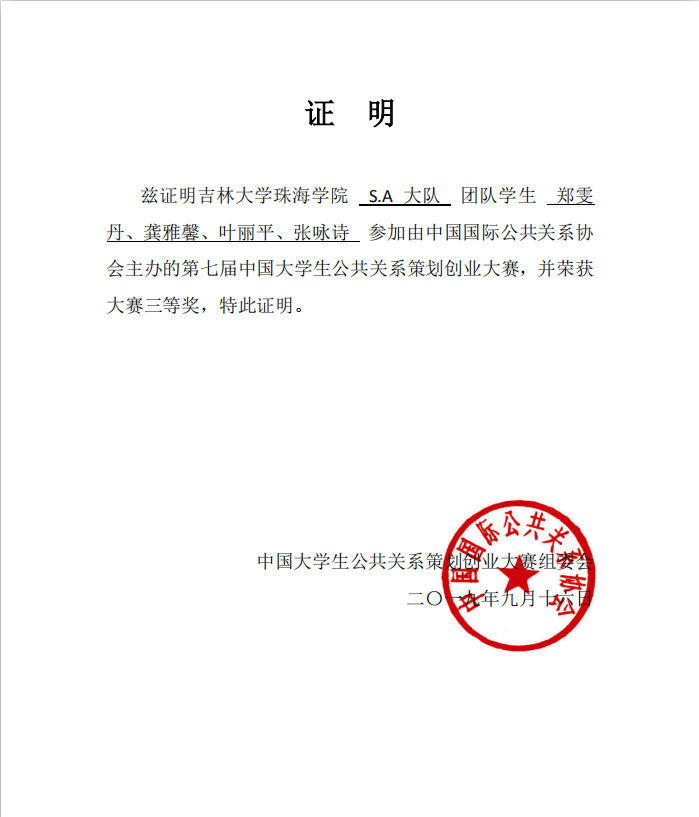 证 明
兹证明吉林大学珠海学院 S.A 大队 团队学生 郑雯
丹、龚雅馨、叶丽平、张咏诗 参加由中国国际公共关系协
会主办的第七届中国大学生公共关系策划创业大赛，并荣获
大赛三等奖，特此证明。
中国大学生公共关系策划创业大赛组委会
二〇一九年九月十六日
中国国际公共关系协会